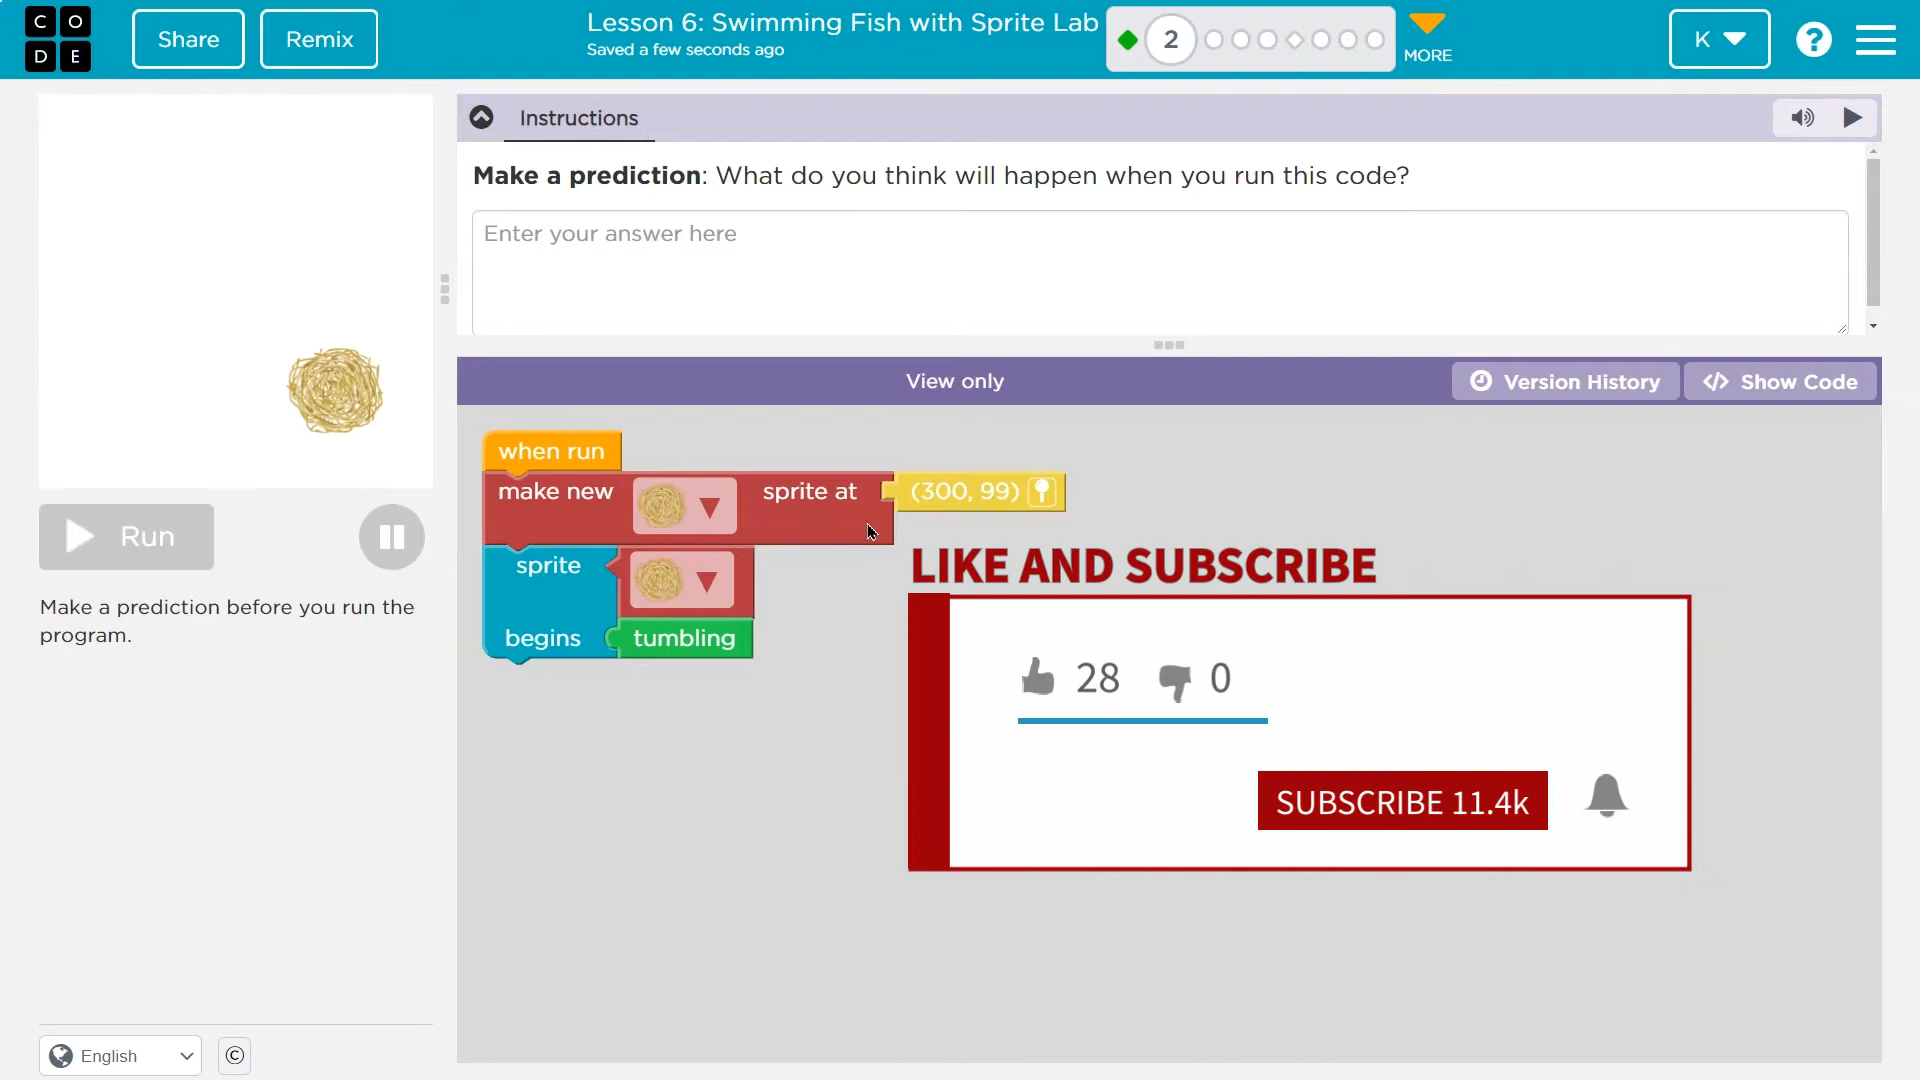 C O
D E
Share
Remix
Lesson 6: Swimming Fish with Sprite Lab
Saved a few seconds ago
2
MORE
K
?
Instructions
Make a prediction: What do you think will happen when you run this code?
Enter your answer here
View only
Version History
</> Show Code
when run
make new sprite at (300, 99)
sprite
begins tumbling
Run
Make a prediction before you run the
program.
LIKE AND SUBSCRIBE
28 0
SUBSCRIBE 11.4k
English
©